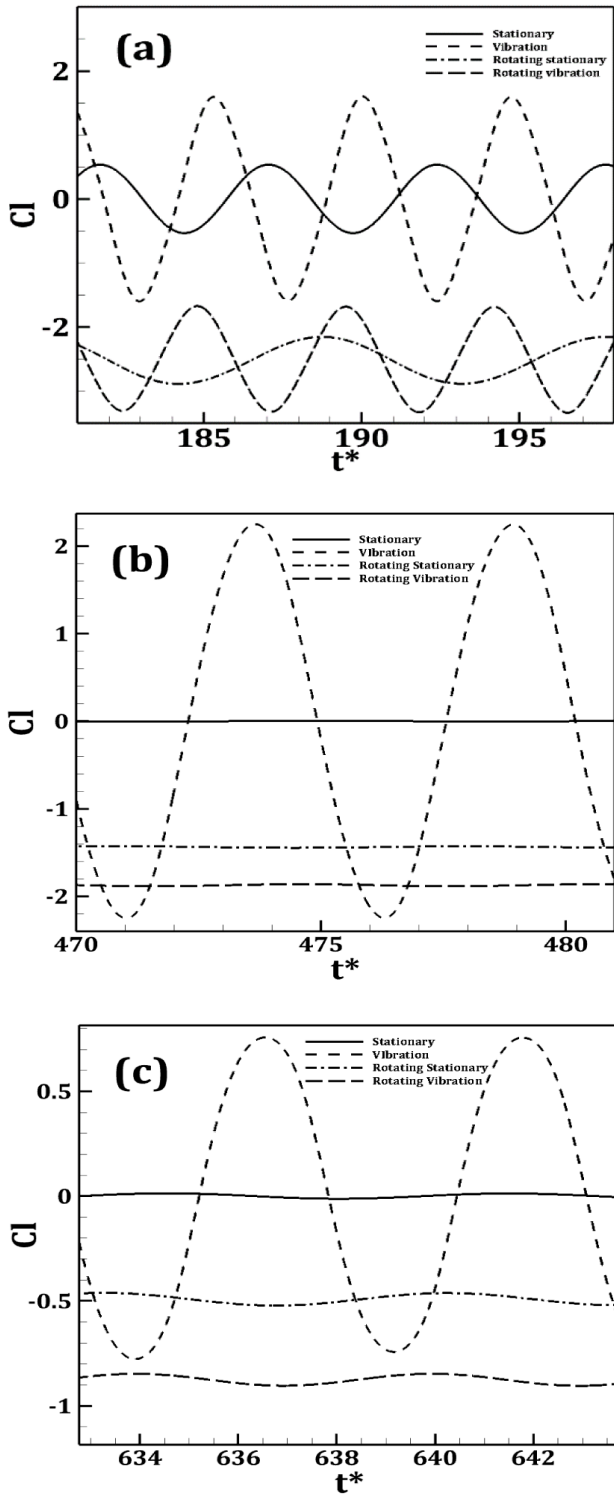 (a)
Stationary
Vibration
Rotating stationary
Rotating vibration
2
0
-2
Cl
185 190 195
t*
(b)
Stationary
VIbration
Rotating Stationary
Rotating Vibration
2
1
0
-1
-2
Cl
470 475 480
t*
(c)
Stationary
VIbration
Rotating Stationary
Rotating Vibration
0.5
0
-0.5
-1
Cl
634 636 638 640 642
t*